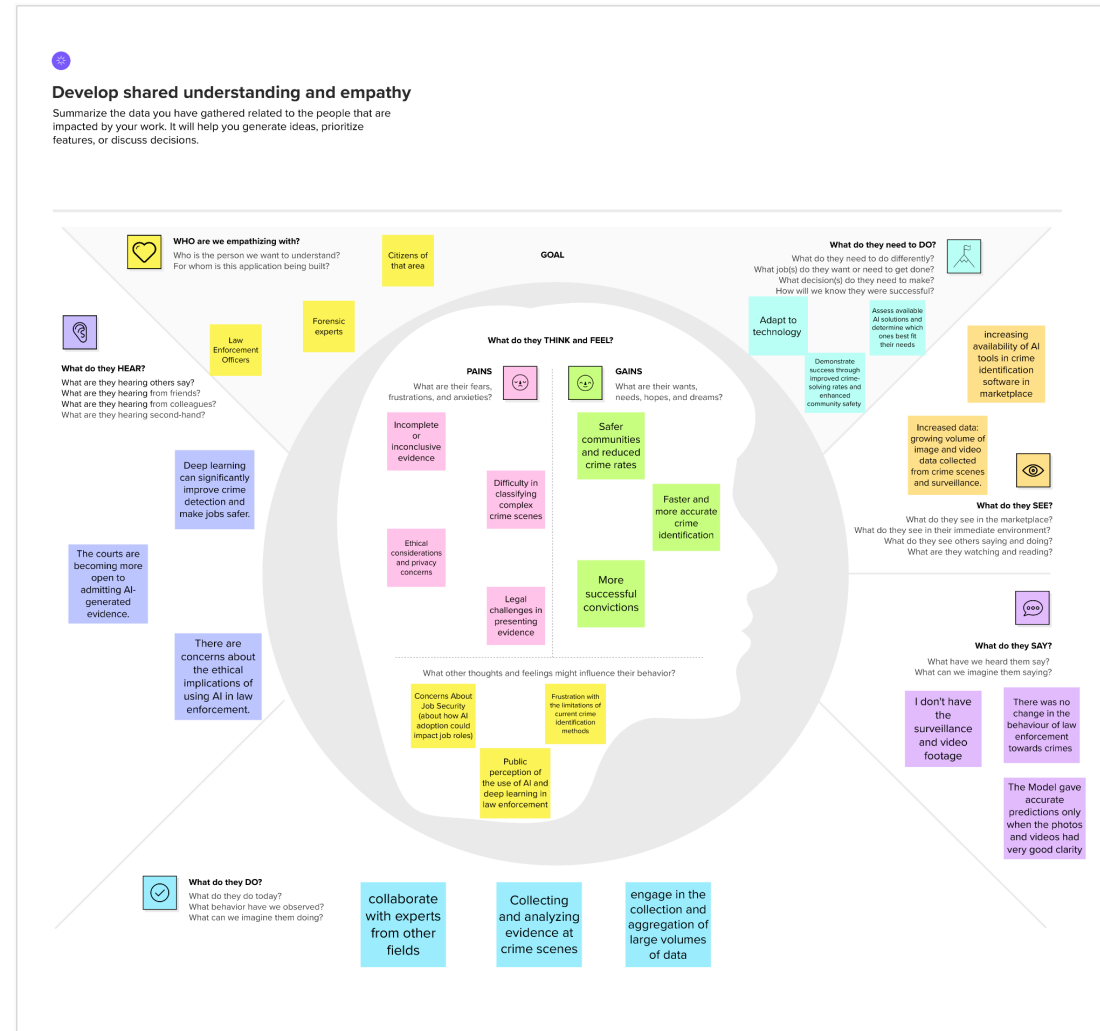 Develop shared understanding and empathy
Summarize the data you have gathered related to the people that are
impacted by your work. It will help you generate ideas, prioritize
features, or discuss decisions.
WHO are we empathizing with?
Who is the person we want to understand?
For whom is this application being built?
Citizens of
that area
Forensic
experts
Law
Enforcement
Officers
GOAL
What do they need to DO?
What do they need to do differently?
What job(s) do they want or need to get done?
What decision(s) do they need to make?
How will we know they were successful?
Adapt to
technology
Assess available
AI solutions and
determine which
ones best fit
their needs
Demonstrate
success through
improved crime-
solving rates and
enhanced
community safety
What do they HEAR?
What are they hearing others say?
What are they hearing from friends?
What are they hearing from colleagues?
What are they hearing second-hand?
Deep learning
can significantly
improve crime
detection and
make jobs safer.
The courts are
becoming more
open to
admitting AI-
generated
evidence.
There are
concerns about
the ethical
implications of
using AI in law
enforcement.
What do they THINK and FEEL?
PAINS
What are their fears,
frustrations, and anxieties?
Incomplete
or
inconclusive
evidence
Difficulty in
classifying
complex
crime scenes
Ethical
considerations
and privacy
concerns
Legal
challenges in
presenting
evidence
GAINS
What are their wants,
needs, hopes, and dreams?
Safer
communities
and reduced
crime rates
Faster and
more accurate
crime
identification
More
successful
convictions
What other thoughts and feelings might influence their behavior?
Concerns About
Job Security
(about how AI
adoption could
impact job roles)
Frustration with
the limitations of
current crime
identification
methods
Public
perception of
the use of AI and
deep learning in
law enforcement
increasing
availability of AI
tools in crime
identification
software in
marketplace
Increased data:
growing volume of
image and video
data collected
from crime scenes
and surveillance.
What do they SEE?
What do they see in the marketplace?
What do they see in their immediate environment?
What do they see others saying and doing?
What are they watching and reading?
What do they SAY?
What have we heard them say?
What can we imagine them saying?
I don't have
the
surveillance
and video
footage
There was no
change in the
behaviour of law
enforcement
towards crimes
The Model gave
accurate
predictions only
when the photos
and videos had
very good clarity
What do they DO?
What do they do today?
What behavior have we observed?
What can we imagine them doing?
collaborate
with experts
from other
fields
Collecting
and analyzing
evidence at
crime scenes
engage in the
collection and
aggregation of
large volumes
of data